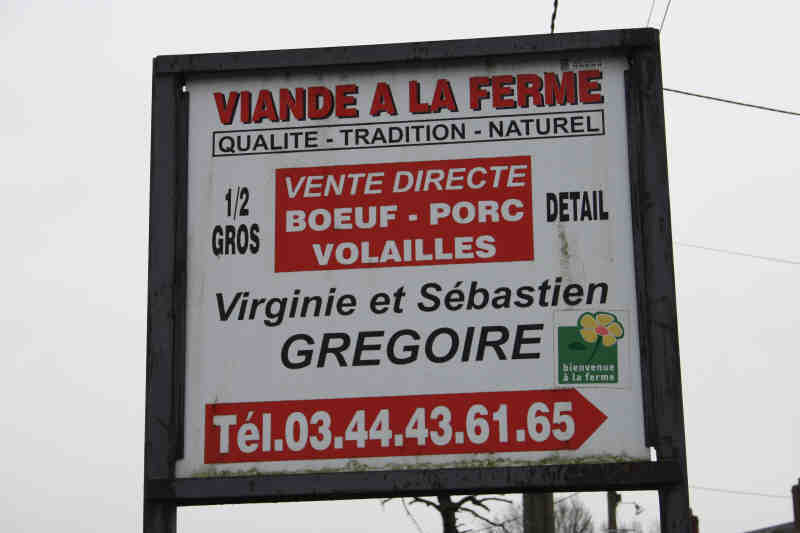 VIANDE A LA FERME
QUALITE - TRADITION - NATUREL
1/2 GROS
VENTE DIRECTE
BOEUF - PORC
VOLAILLES
DETAIL
Virginie et Sébastien
GREGOIRE
bienvenue
à la ferme
Tél.03.44.43.61.65